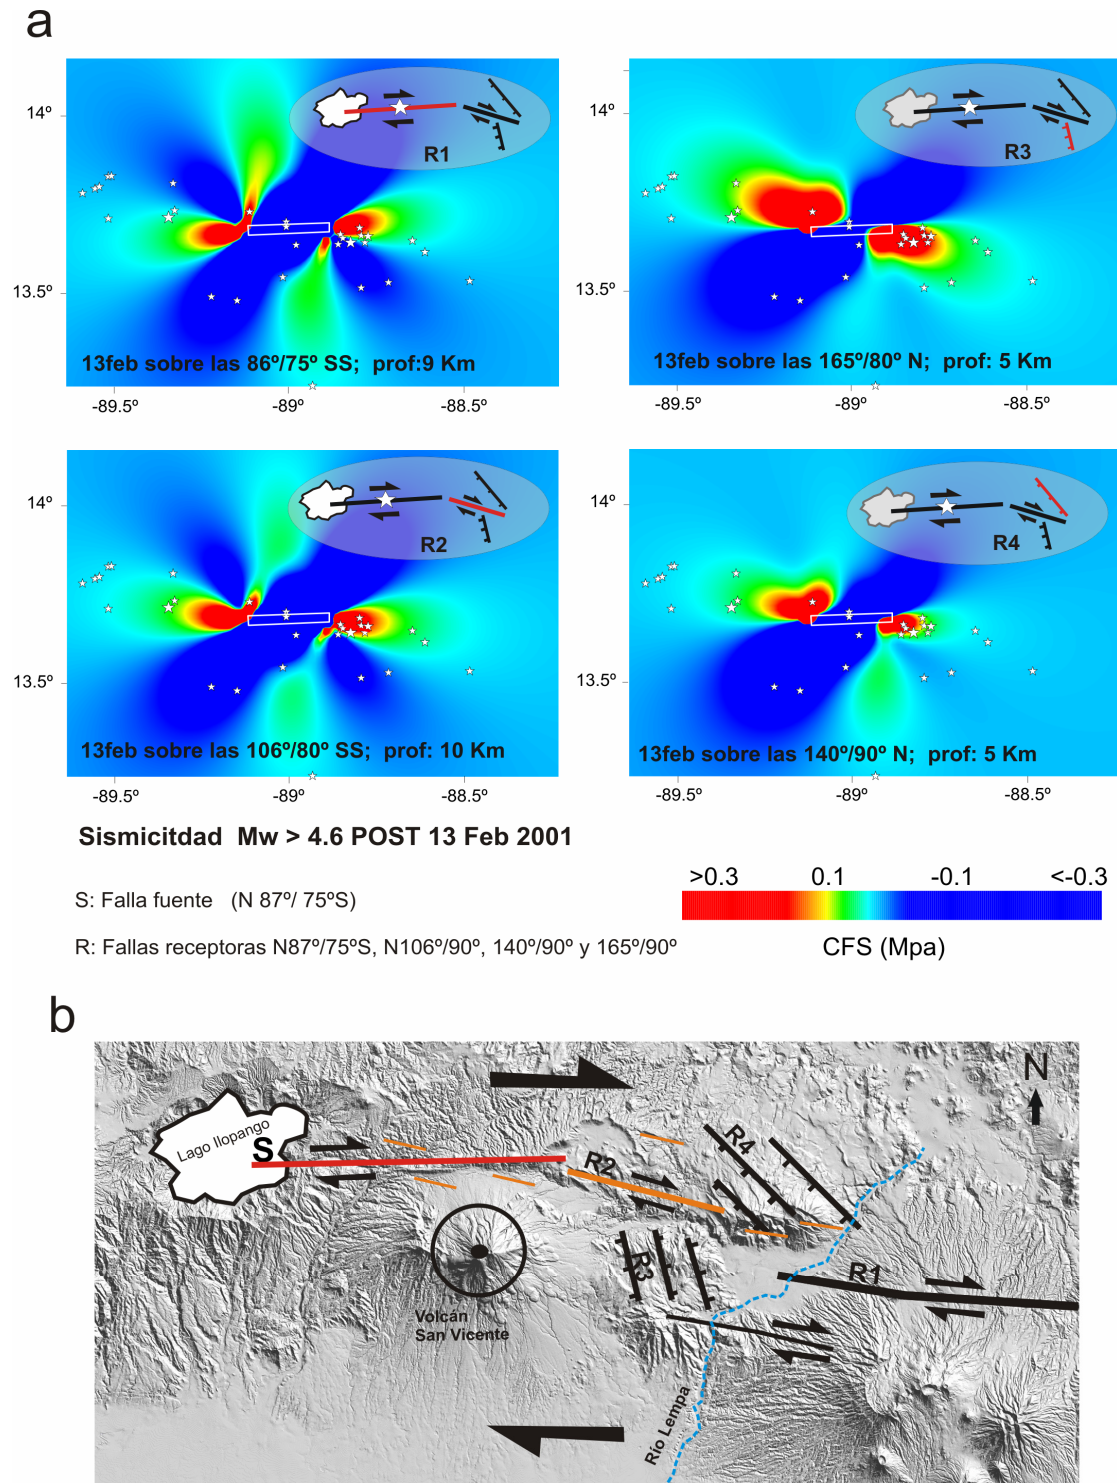 a
R1
R3
14º
14º
13.5º
13.5º
13feb sobre las 86º/75º SS; prof:9 Km
13feb sobre las 165º/80º N; prof: 5 Km
-89.5º
-89º
-88.5º
-89.5º
-89º
-88.5º
R2
R4
14º
14º
13.5º
13.5º
13feb sobre las 106º/80º SS; prof: 10 Km
13feb sobre las 140º/90º N; prof: 5 Km
-89.5º
-89º
-88.5º
-89.5º
-89º
-88.5º
Sismicitdad Mw > 4.6 POST 13 Feb 2001
>0.3 0.1 -0.1 <-0.3
CFS (Mpa)
S: Falla fuente (N 87º/ 75ºS)
R: Fallas receptoras N87º/75ºS, N106º/90º, 140º/90º y 165º/90º
b
N
Lago Ilopango
S
R4
R2
R3
R1
Volcán
San Vicente
Río Lempa